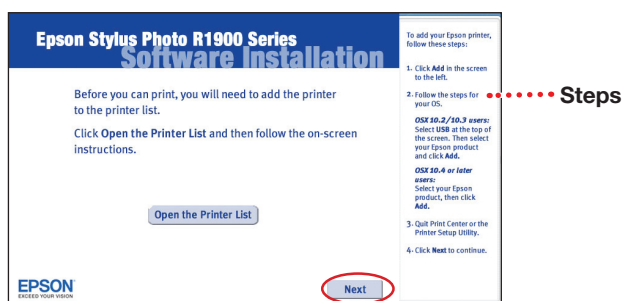 Epson Stylus Photo R1900 Series
Software Installation
Before you can print, you will need to add the printer
to the printer list.
Click Open the Printer List and then follow the on-screen
instructions.
Open the Printer List
EPSON
EXCEED YOUR VISION
Next
To add your Epson printer,
follow these steps:
1. Click Add in the screen
to the left.
2. Follow the steps for
your OS.
OSX 10.2/10.3 users:
Select USB at the top of
the screen. Then select
your Epson product
and click Add.
OSX 10.4 or later
users:
Select your Epson
product, then click
Add.
3. Quit Print Center or the
Printer Setup Utility.
4. Click Next to continue.
Steps